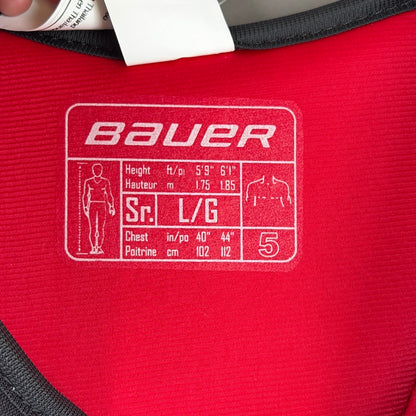 Thailand
BAUER
Height ft/pi 5'9" 6'1"
Hauteur m 1.75 1.85
Sr. L/G
Chest in/po 40" 44"
Poitrine cm 102 112
5